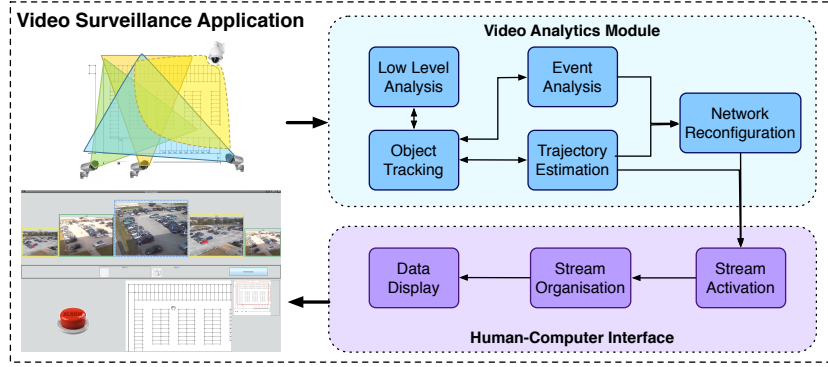 Video Surveillance Application
Video Analytics Module
Low Level
Analysis
Event
Analysis
Network
Reconfiguration
Object
Tracking
Trajectory
Estimation
Data
Display
Stream
Organisation
Stream
Activation
Human-Computer Interface